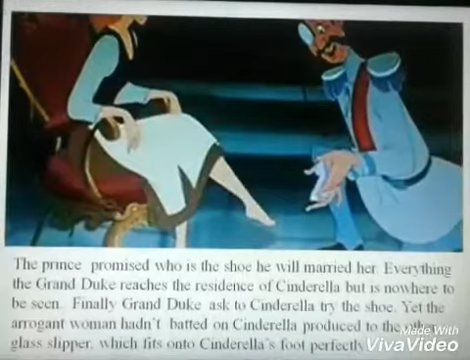 The prince promised who is the shoe he will married her. Everything
the Grand Duke reaches the residence of Cinderella but is nowhere to
be seen. Finally Grand Duke ask to Cinderella try the shoe. Yet the
arrogant woman hadn't batted on Cinderella produced to the
glass slipper, which fits onto Cinderella's foot perfectly
Made With
VivaVideo